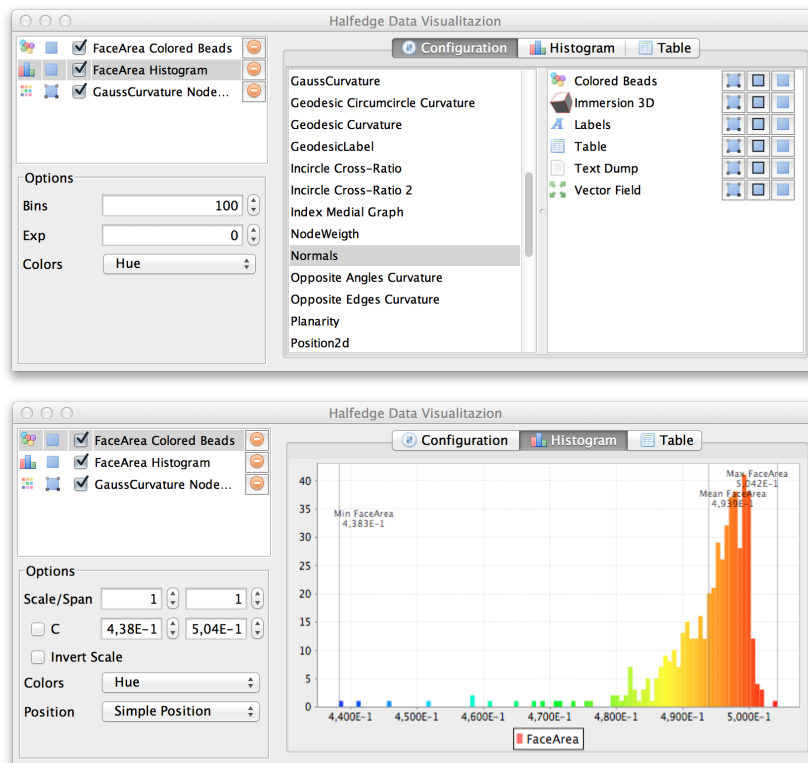 Halfedge Data Visualitazion
FaceArea Colored Beads
FaceArea Histogram
GaussCurvature Node...
Options
Bins 100
Exp 0
Colors Hue
Configuration Histogram Table
GaussCurvature
Geodesic Circumcircle Curvature
Geodesic Curvature
GeodesicLabel
Incircle Cross-Ratio
Incircle Cross-Ratio 2
Index Medial Graph
NodeWeigth
Normals
Opposite Angles Curvature
Opposite Edges Curvature
Planarity
Position2d
Colored Beads
Immersion 3D
Labels
Table
Text Dump
Vector Field
Halfedge Data Visualitazion
FaceArea Colored Beads
FaceArea Histogram
GaussCurvature Node...
Options
Scale/Span 1 1
C 4,38E-1 5,04E-1
Invert Scale
Colors Hue
Position Simple Position
Configuration Histogram Table
Max FaceArea
5,042E-1
Mean FaceArea
4,939E-1
Min FaceArea
4,383E-1
40
35
30
25
20
15
10
5
0
4,400E-1 4,500E-1 4,600E-1 4,700E-1 4,800E-1 4,900E-1 5,000E-1
FaceArea